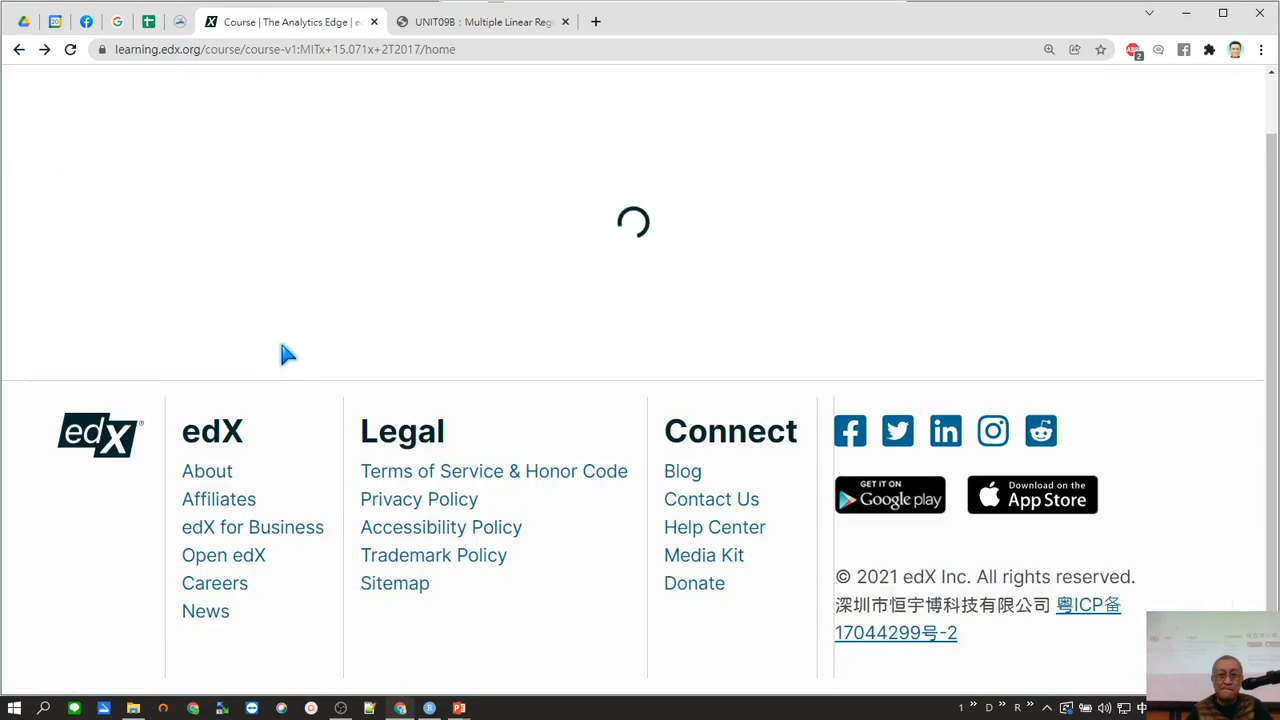 Course | The Analytics Edge | e
UNIT09B : Multiple Linear Reg
learning.edx.org/course/course-v1:MITx+15.071x+2T2017/home
2
edX
edX
About
Affiliates
edX for Business
Open edX
Careers
News
Legal
Terms of Service & Honor Code
Privacy Policy
Accessibility Policy
Trademark Policy
Sitemap
Connect
Blog
Contact Us
Help Center
Media Kit
Donate
GET IT ON
Google play
Download on the
App Store
© 2021 edX Inc. All rights reserved.
深圳市恒宇博科技有限公司 粤ICP备
17044299号-2
1 » D » R »
中